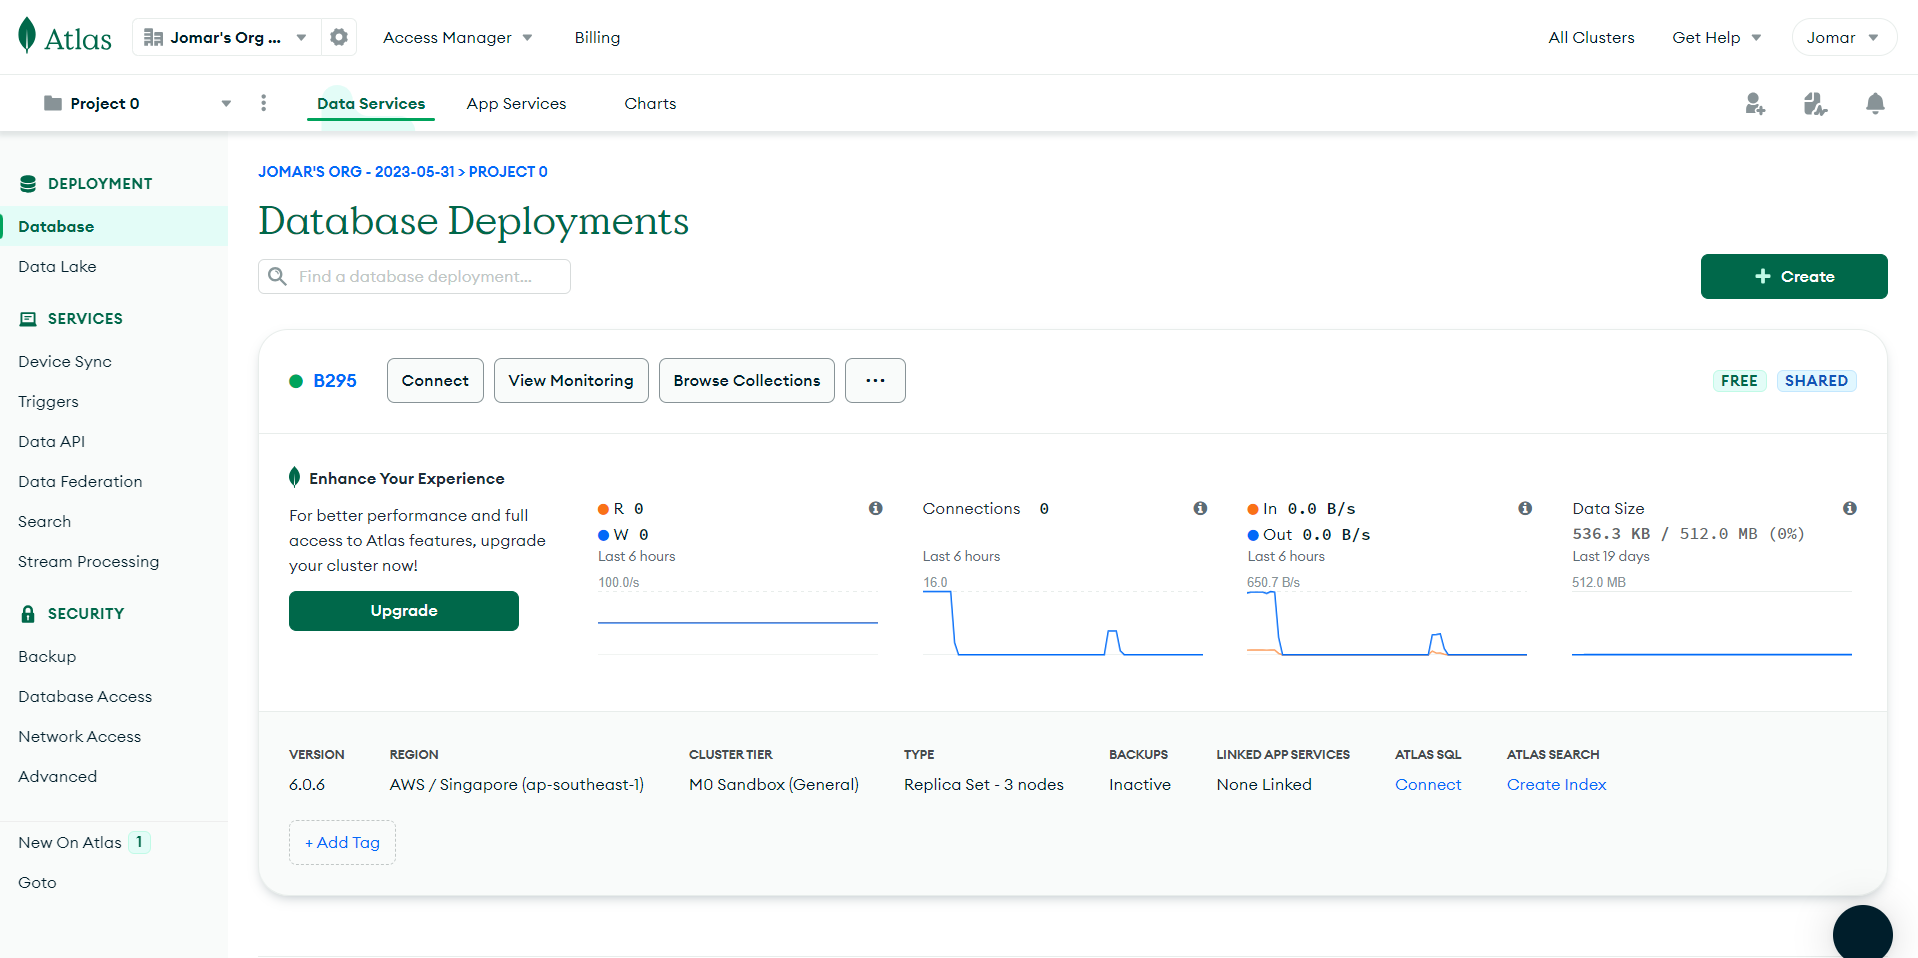 Atlas
Jomar's Org ...
Access Manager
Billing
All Clusters
Get Help
Jomar
Project 0
Data Services
App Services
Charts
DEPLOYMENT
Database
Data Lake
SERVICES
Device Sync
Triggers
Data API
Data Federation
Search
Stream Processing
SECURITY
Backup
Database Access
Network Access
Advanced
New On Atlas 1
Goto
JOMAR'S ORG - 2023-05-31 > PROJECT 0
Database Deployments
Find a database deployment...
+ Create
B295
Connect
View Monitoring
Browse Collections
...
FREE
SHARED
Enhance Your Experience
For better performance and full
access to Atlas features, upgrade
your cluster now!
Upgrade
R 0
W 0
Last 6 hours
100.0/s
Connections 0
Last 6 hours
16.0
In 0.0 B/s
Out 0.0 B/s
Last 6 hours
650.7 B/s
Data Size
536.3 KB / 512.0 MB (0%)
Last 19 days
512.0 MB
VERSION
6.0.6
REGION
AWS / Singapore (ap-southeast-1)
CLUSTER TIER
M0 Sandbox (General)
TYPE
Replica Set - 3 nodes
BACKUPS
Inactive
LINKED APP SERVICES
None Linked
ATLAS SQL
Connect
ATLAS SEARCH
Create Index
+ Add Tag